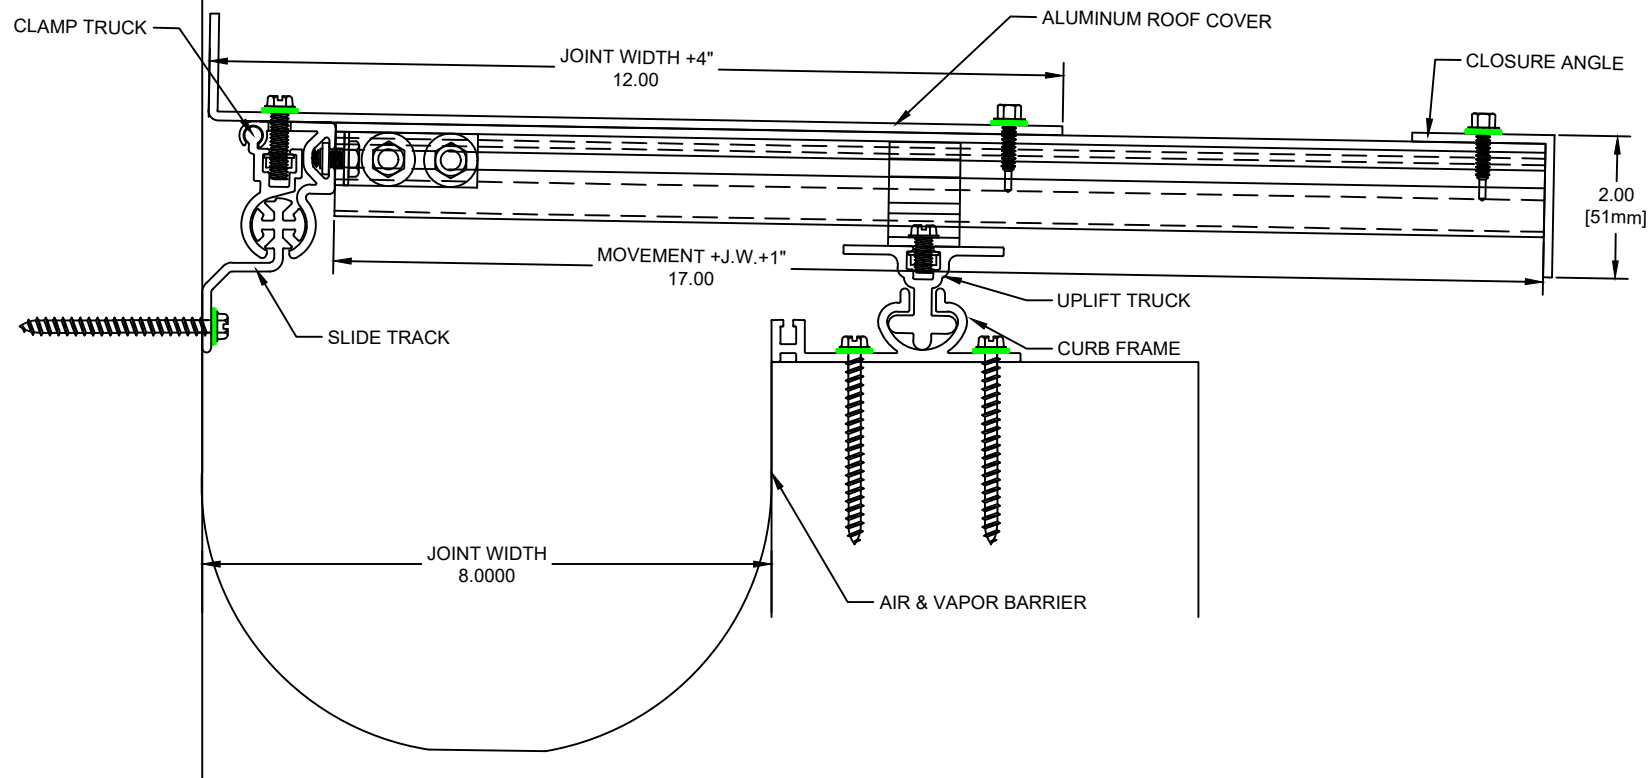 CLAMP TRUCK
ALUMINUM ROOF COVER
JOINT WIDTH +4"
12.00
CLOSURE ANGLE
2.00
[51mm]
MOVEMENT +J.W.+1"
17.00
UPLIFT TRUCK
SLIDE TRACK
CURB FRAME
JOINT WIDTH
8.0000
AIR & VAPOR BARRIER